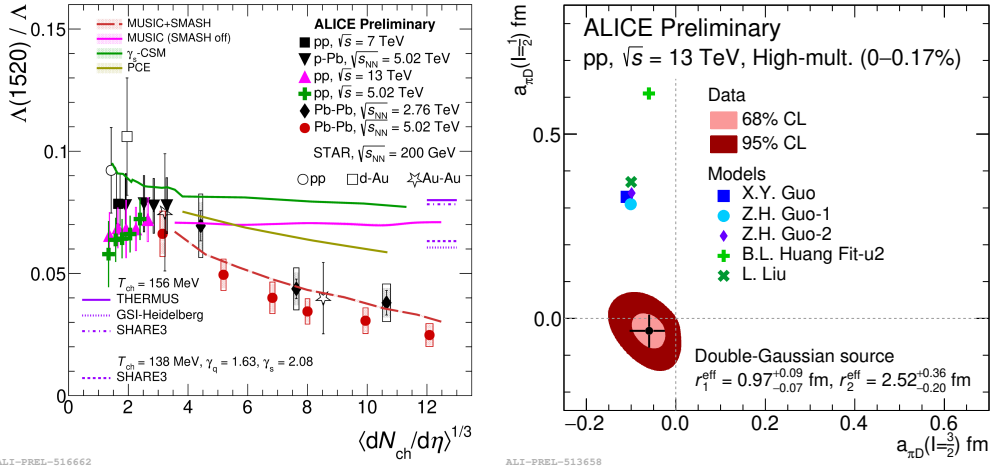 Λ(1520) / Λ
0.15
0.1
0.05
0
MUSIC+SMASH
MUSIC (SMASH off)
γs-CSM
PCE
ALICE Preliminary
pp, √s = 7 TeV
p-Pb, √sNN = 5.02 TeV
pp, √s = 13 TeV
pp, √s = 5.02 TeV
Pb-Pb, √sNN = 2.76 TeV
Pb-Pb, √sNN = 5.02 TeV
STAR, √sNN = 200 GeV
pp d-Au Au-Au
Tch = 156 MeV
THERMUS
GSI-Heidelberg
SHARE3
Tch = 138 MeV, γq = 1.63, γs = 2.08
SHARE3
0 2 4 6 8 10 12
⟨dNch/dη⟩1/3
ALI-PREL-516662
aπD(I=1/2) fm
0.5
0.0
ALICE Preliminary
pp, √s = 13 TeV, High-mult. (0–0.17%)
Data
68% CL
95% CL
Models
X.Y. Guo
Z.H. Guo-1
Z.H. Guo-2
B.L. Huang Fit-u2
L. Liu
Double-Gaussian source
r1eff = 0.97+0.09−0.07 fm, r2eff = 2.52+0.36−0.20 fm
−0.2 0.0 0.2 0.4 0.6
aπD(I=3/2) fm
ALI-PREL-513658